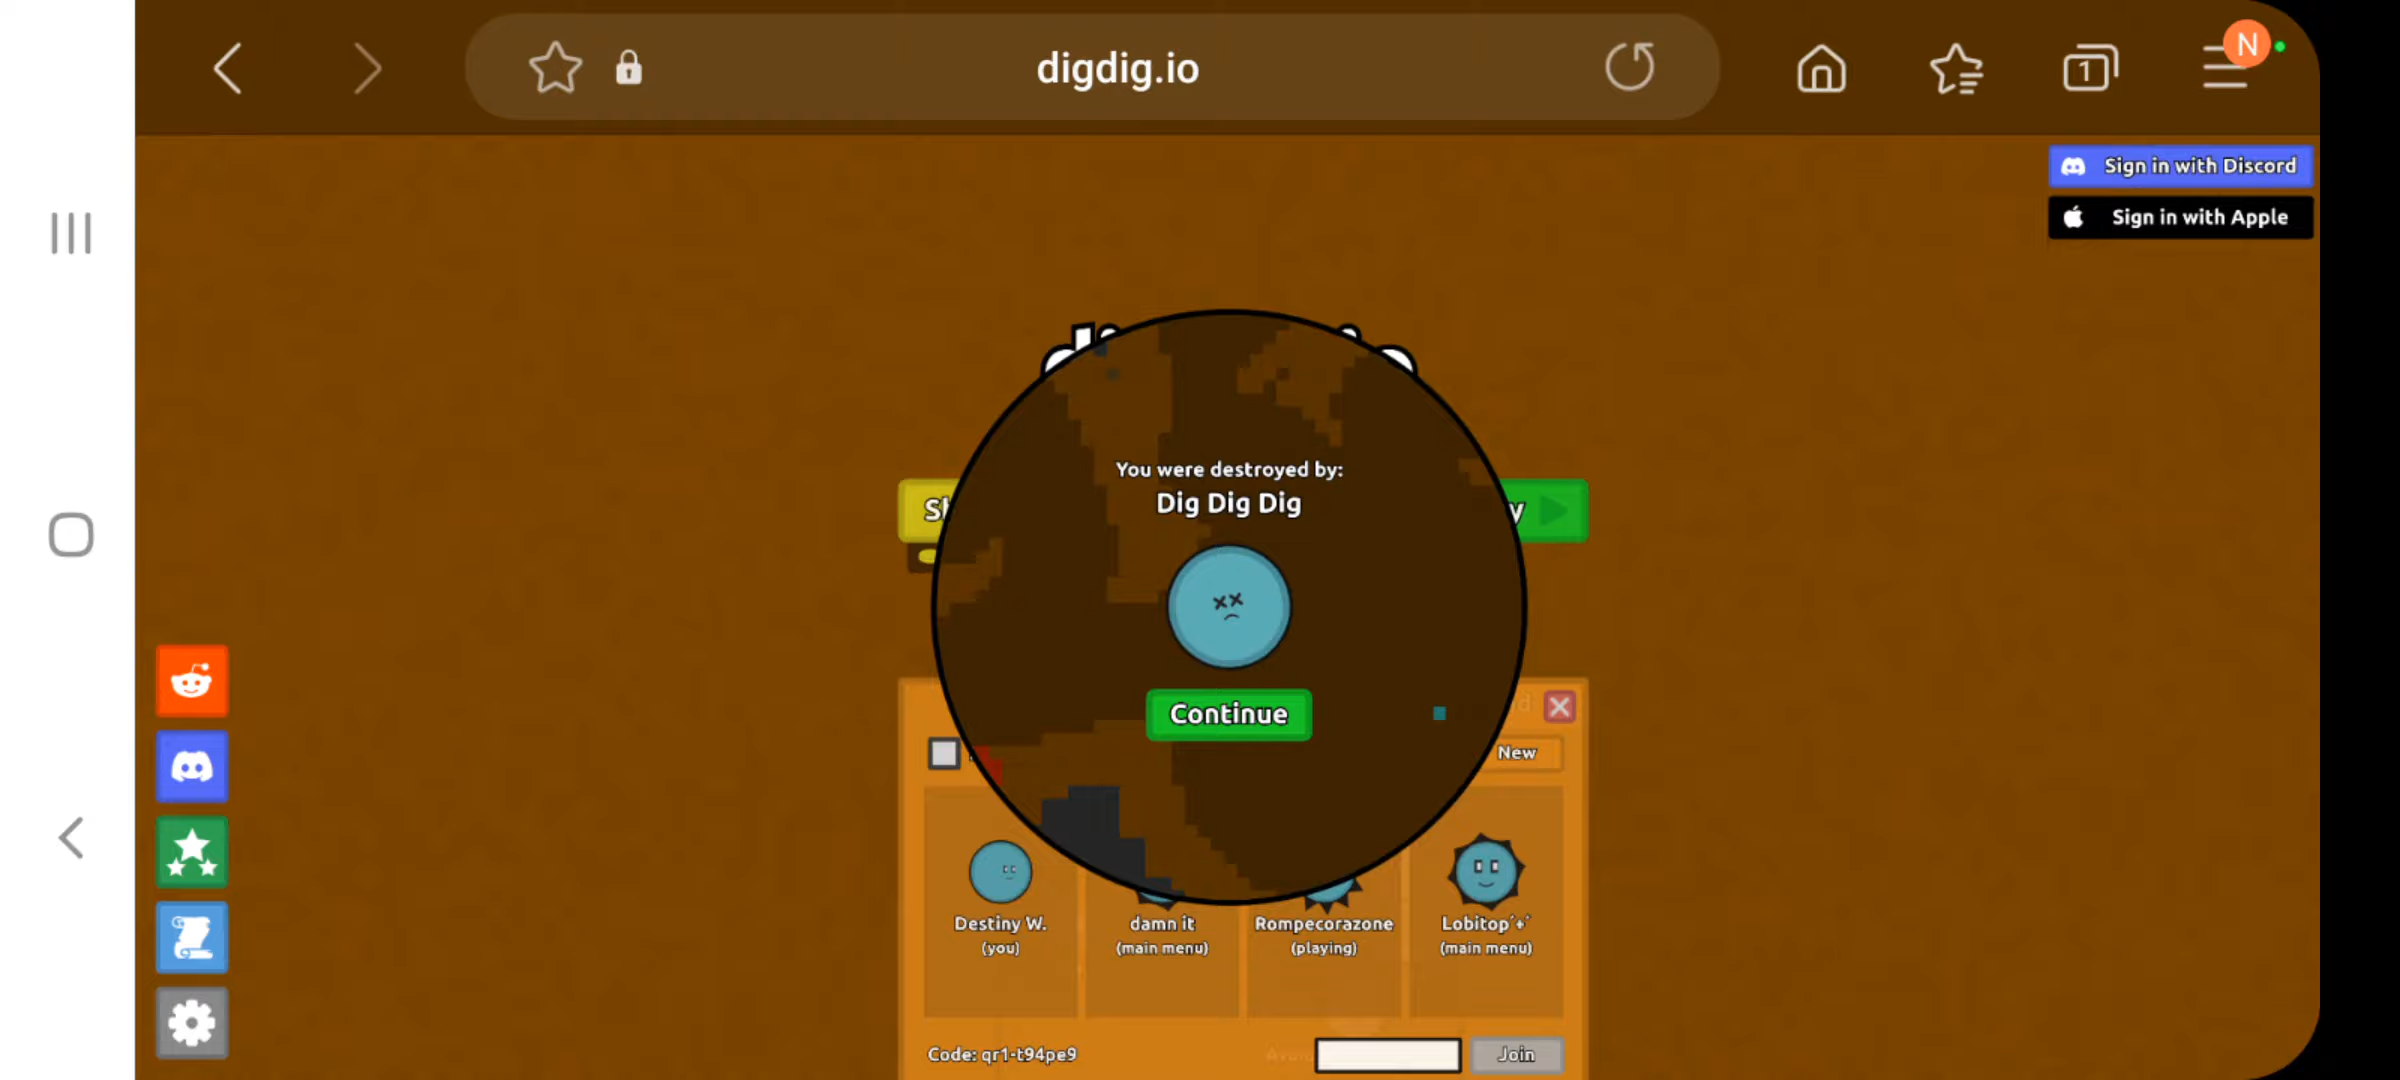 digdig.io
1
N
Sign in with Discord
Sign in with Apple
You were destroyed by:
Dig Dig Dig
Continue
New
Destiny W.
(you)
damn it
(main menu)
Rompecorazone
(playing)
Lobitop´+´
(main menu)
Code: qr1-t94pe9
Join